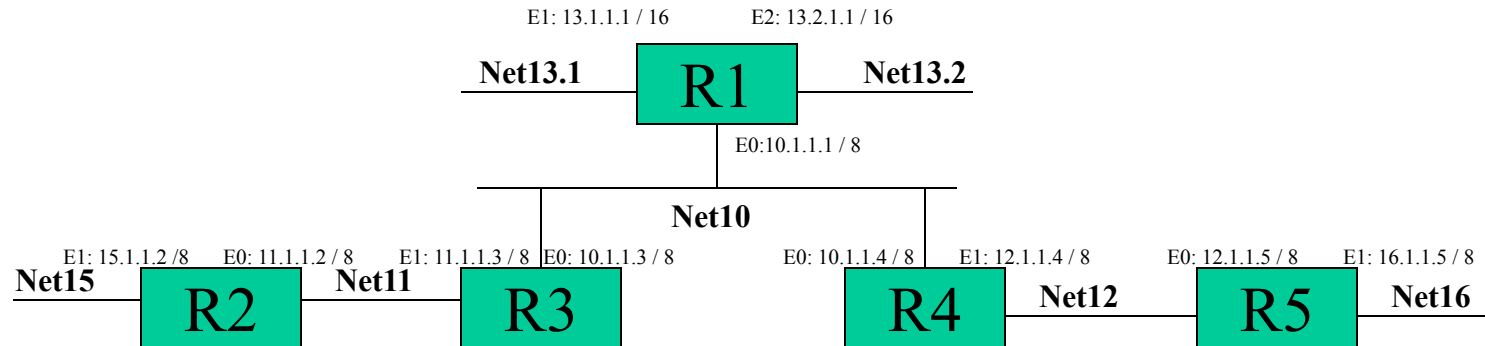 E1: 13.1.1.1 / 16
E2: 13.2.1.1 / 16
Net13.1
R1
Net13.2
E0:10.1.1.1 / 8
Net10
E1: 15.1.1.2 /8
E0: 11.1.1.2 / 8
E1: 11.1.1.3 / 8
E0: 10.1.1.3 / 8
E0: 10.1.1.4 / 8
E1: 12.1.1.4 / 8
E0: 12.1.1.5 / 8
E1: 16.1.1.5 / 8
Net15
R2
Net11
R3
R4
Net12
R5
Net16